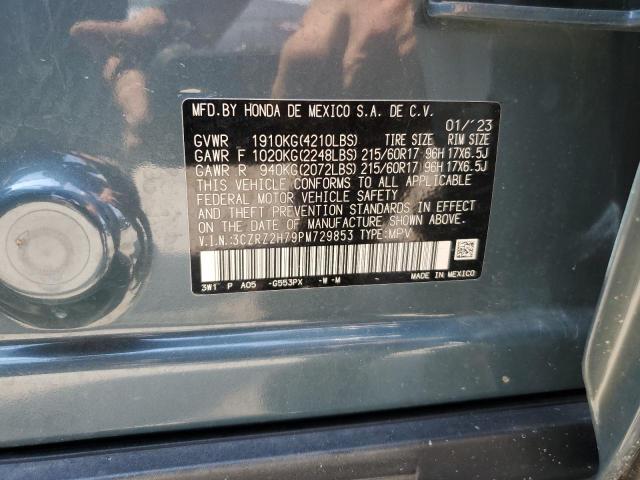 MFD.BY HONDA DE MEXICO S.A. DE C.V.
01/'23
GVWR 1910KG(4210LBS) TIRE SIZE RIM SIZE
GAWR F 1020KG(2248LBS) 215/60R17 96H 17X6.5J
GAWR R 940KG(2072LBS) 215/60R17 96H 17X6.5J
THIS VEHICLE CONFORMS TO ALL APPLICABLE
FEDERAL MOTOR VEHICLE SAFETY
AND THEFT PREVENTION STANDARDS IN EFFECT
ON THE DATE OF MANUFACTURE SHOWN ABOVE.
V.I.N.:3CZRZ2H79PM729853 TYPE:MPV
3W1 P A05 -G553PX -W-M MADE IN MEXICO